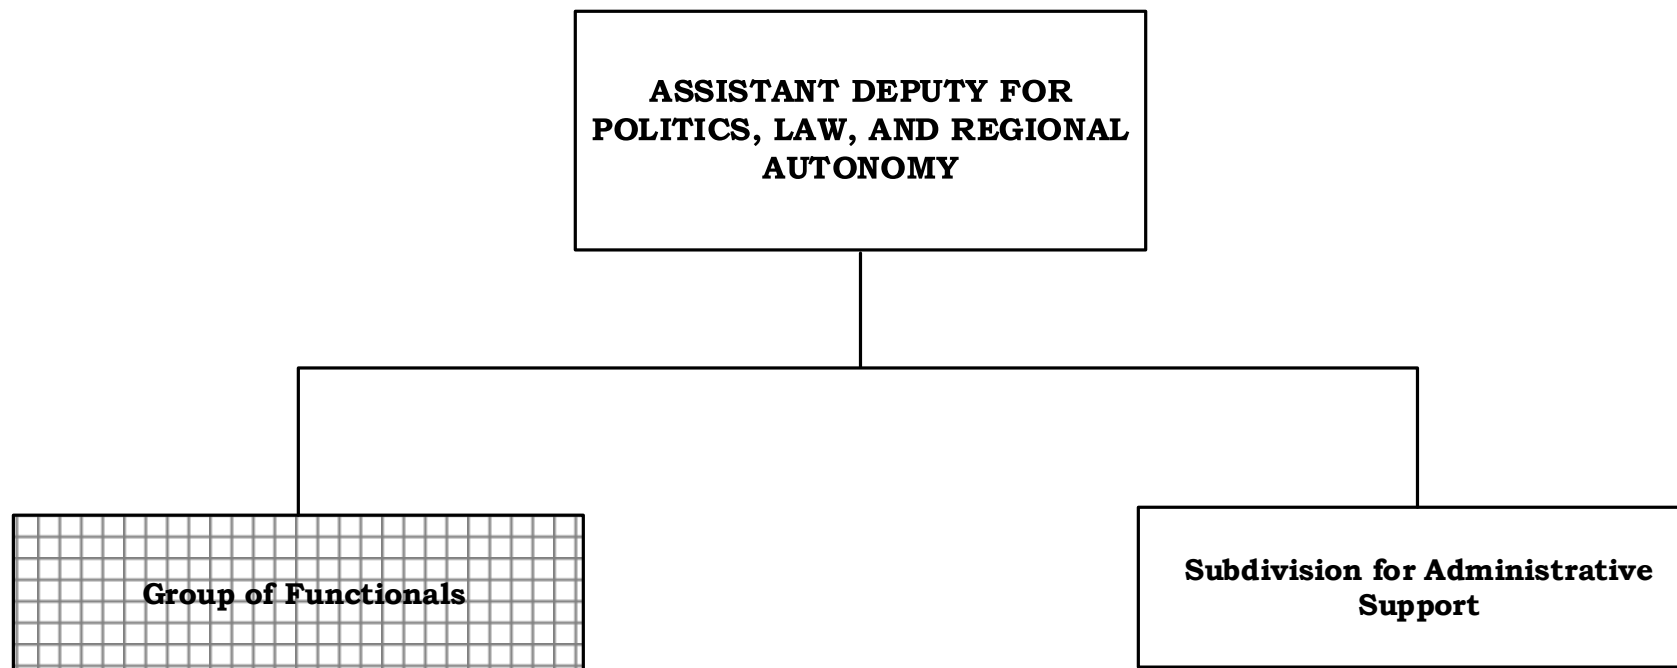 ASSISTANT DEPUTY FOR
POLITICS, LAW, AND REGIONAL
AUTONOMY
Group of Functionals
Subdivision for Administrative
Support